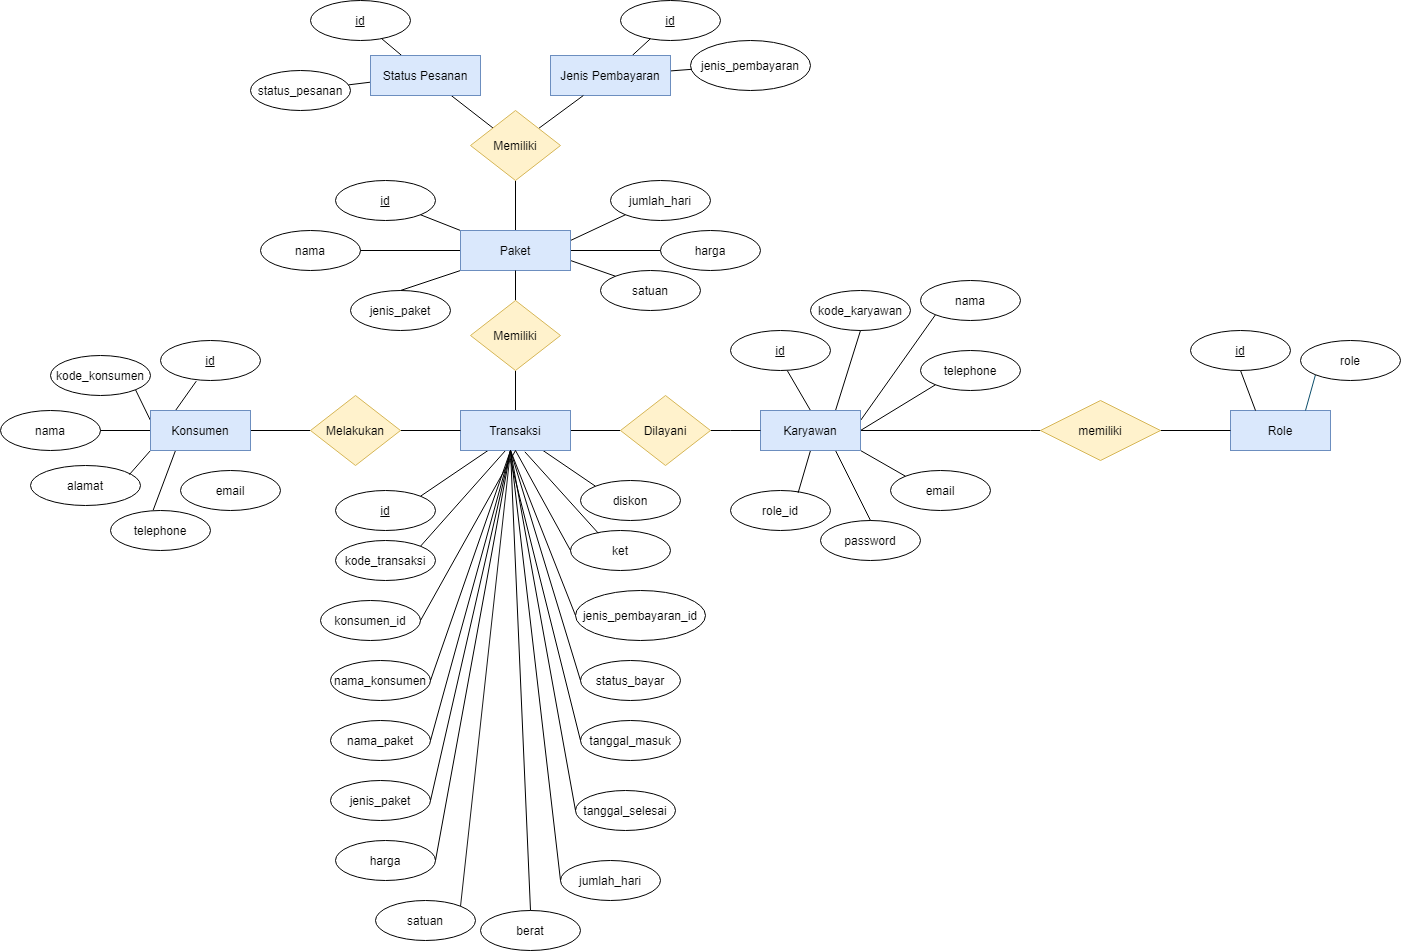 id
id
Status Pesanan
Jenis Pembayaran
jenis_pembayaran
status_pesanan
Memiliki
id
jumlah_hari
nama
Paket
harga
jenis_paket
satuan
Memiliki
kode_karyawan
nama
id
telephone
id
role
kode_konsumen
id
nama
Konsumen
Melakukan
Transaksi
Dilayani
Karyawan
memiliki
Role
alamat
email
telephone
role_id
email
password
id
diskon
kode_transaksi
ket
konsumen_id
jenis_pembayaran_id
nama_konsumen
status_bayar
nama_paket
tanggal_masuk
jenis_paket
tanggal_selesai
harga
jumlah_hari
satuan
berat